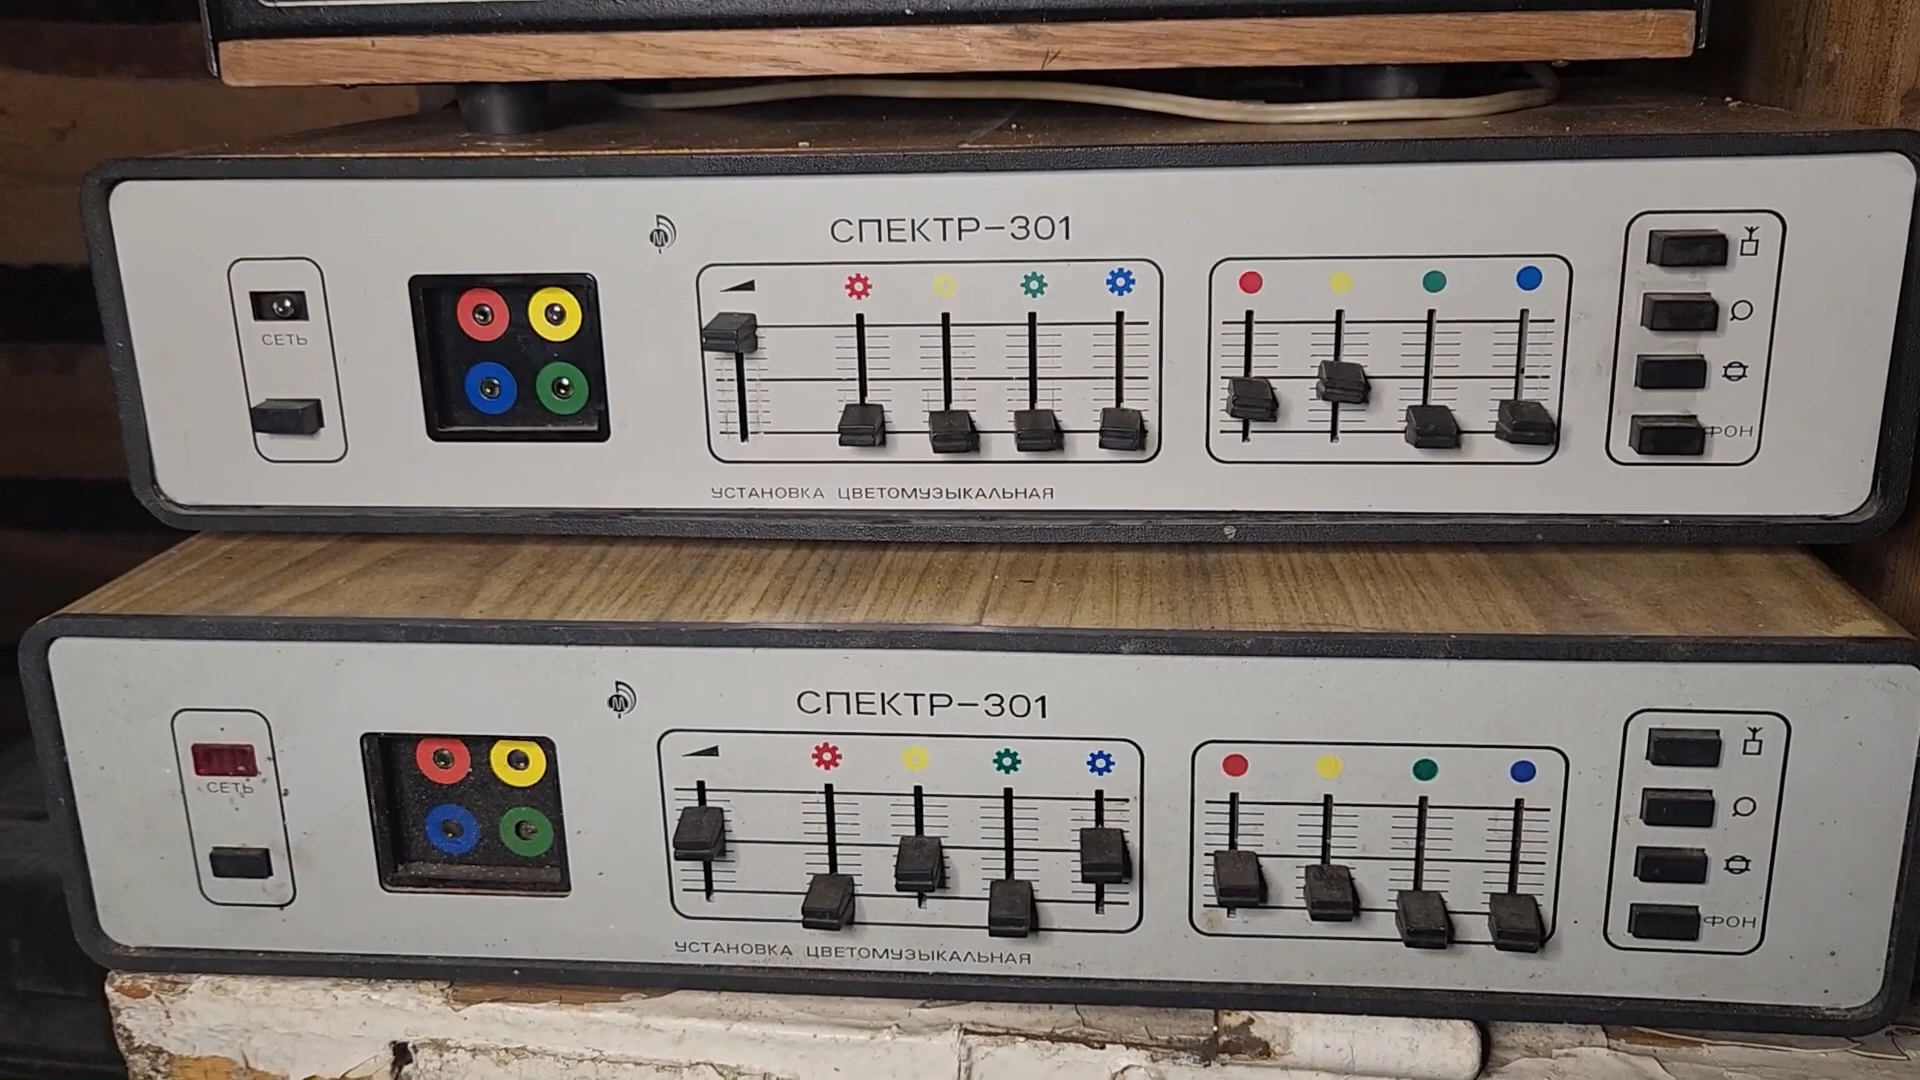 СПЕКТР-301
СЕТЬ
ФОН
УСТАНОВКА ЦВЕТОМУЗЫКАЛЬНАЯ
СПЕКТР-301
СЕТЬ
ФОН
УСТАНОВКА ЦВЕТОМУЗЫКАЛЬНАЯ